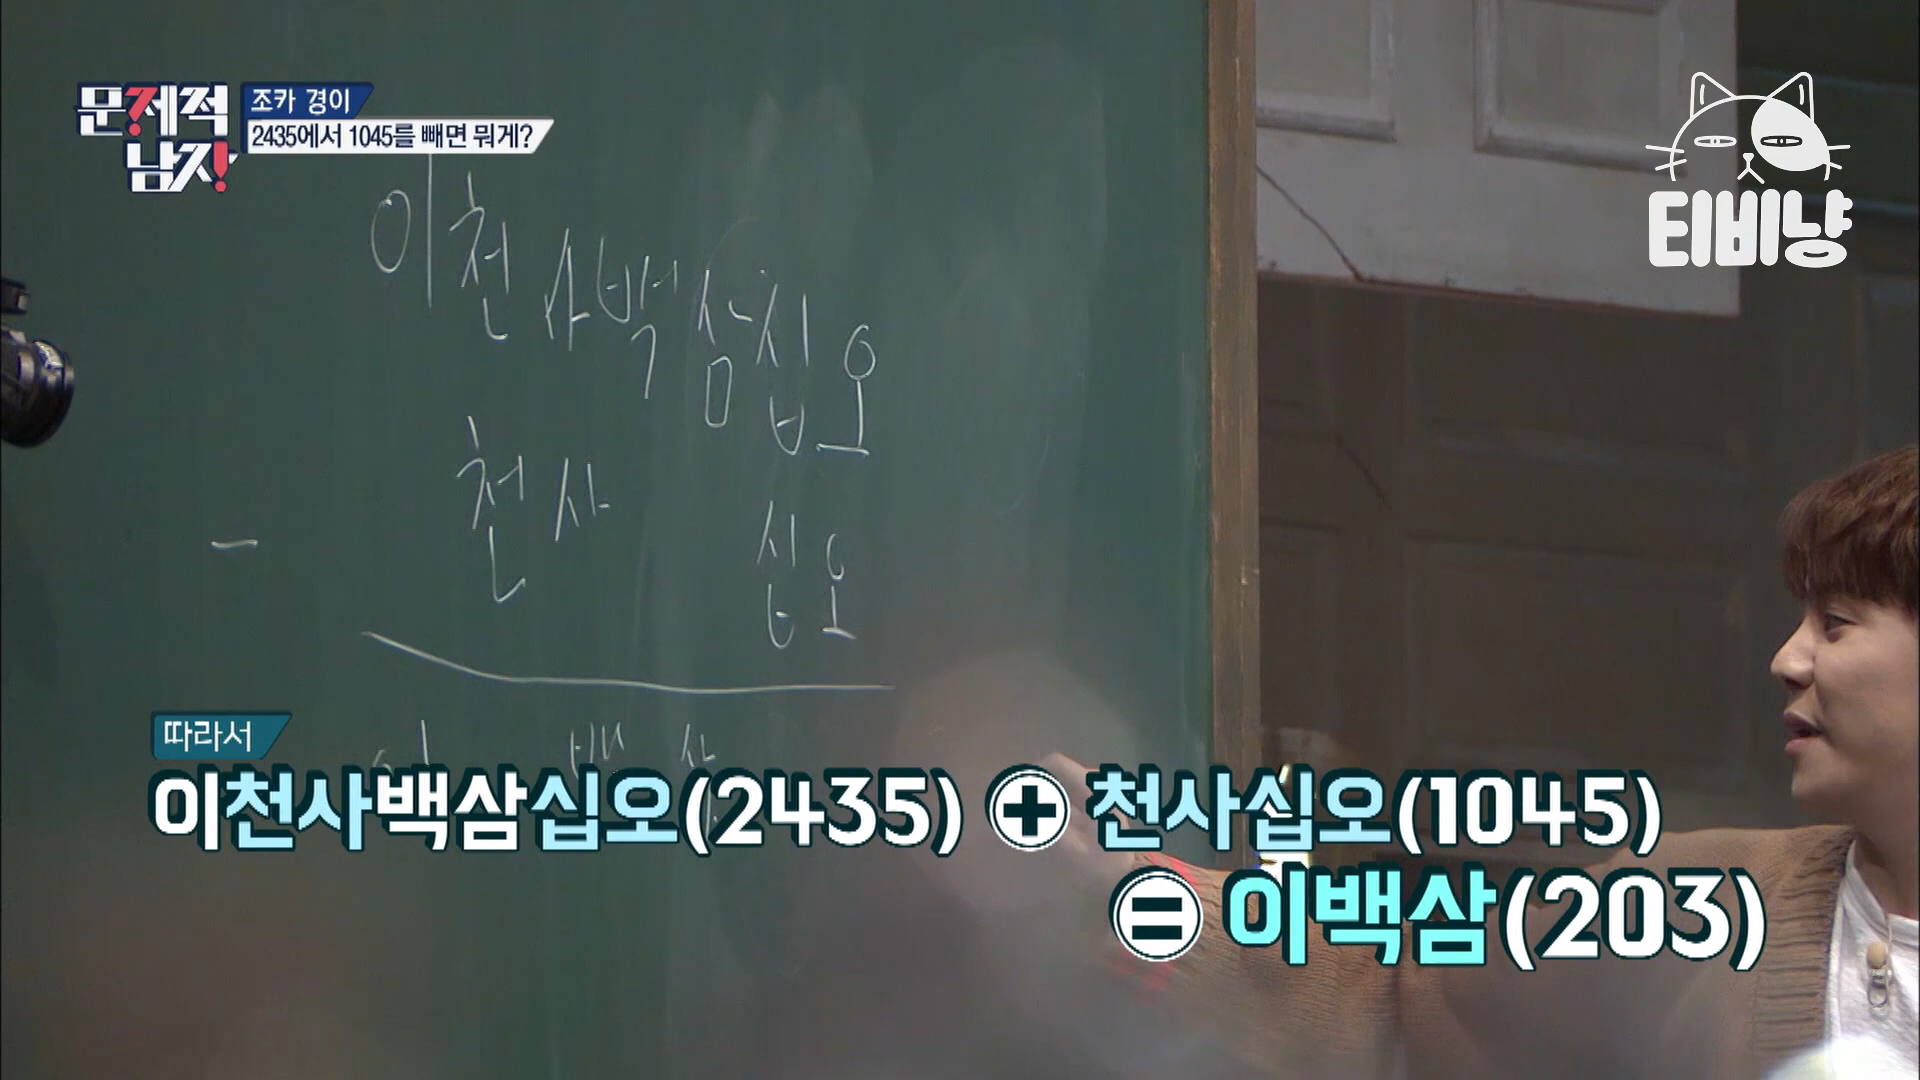 문제적
남자!
조카 경이
2435에서 1045를 빼면 뭐게?
티비냥
이천사백삼십오
천사 십오
-
이 백 사
따라서
이천사백삼십오(2435) + 천사십오(1045)
= 이백삼(203)